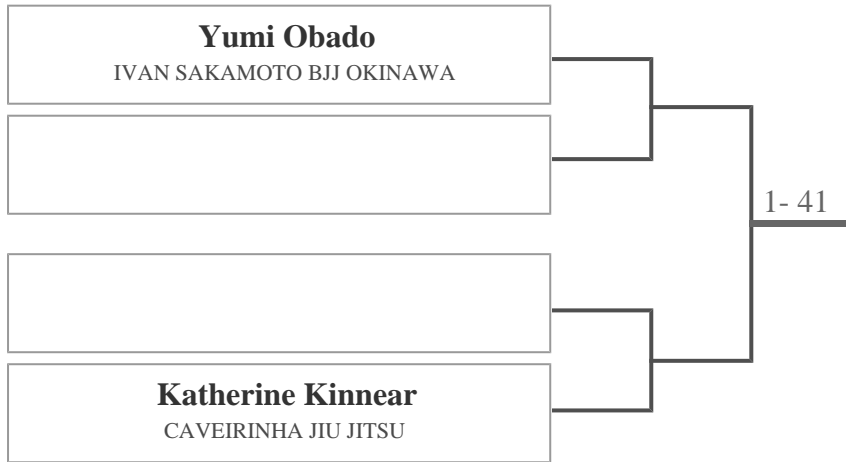 Yumi Obado
IVAN SAKAMOTO BJJ OKINAWA
1- 41
Katherine Kinnear
CAVEIRINHA JIU JITSU